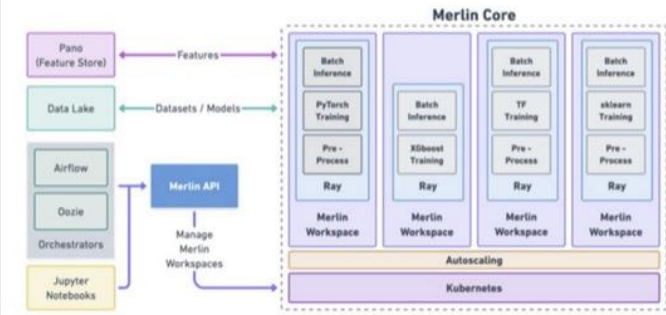 Merlin Core
Pano
(Feature Store)
Features
Data Lake
Datasets / Models
Airflow
Oozie
Orchestrators
Merlin API
Jupyter
Notebooks
Manage
Merlin
Workspaces
Batch
Inference
PyTorch
Training
Pre -
Process
Ray
Merlin
Workspace
Batch
Inference
XGboost
Training
Ray
Merlin
Workspace
Batch
Inference
TF
Training
Pre -
Process
Ray
Merlin
Workspace
Batch
Inference
sklearn
Training
Pre -
Process
Ray
Merlin
Workspace
Autoscaling
Kubernetes